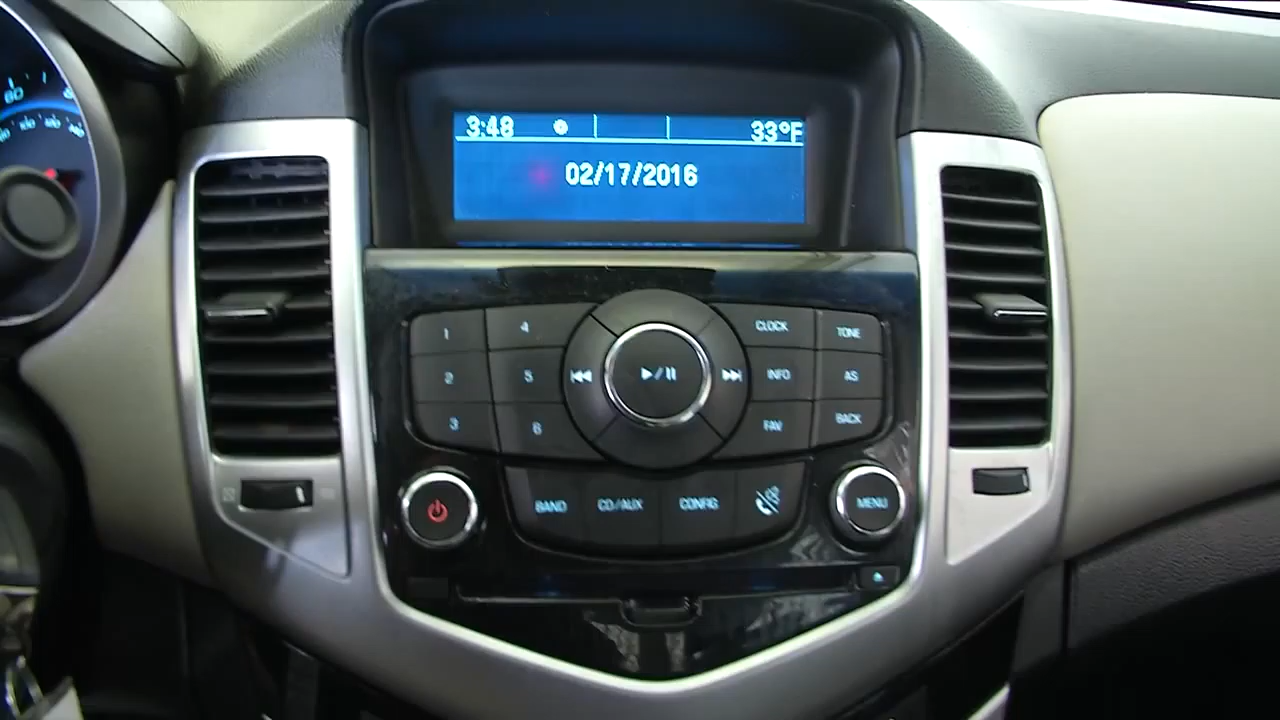 3:48 33°F
02/17/2016
1 4 CLOCK TONE
2 5 INFO AS
3 6 FAV BACK
BAND CD/AUX CONFIG MENU
80